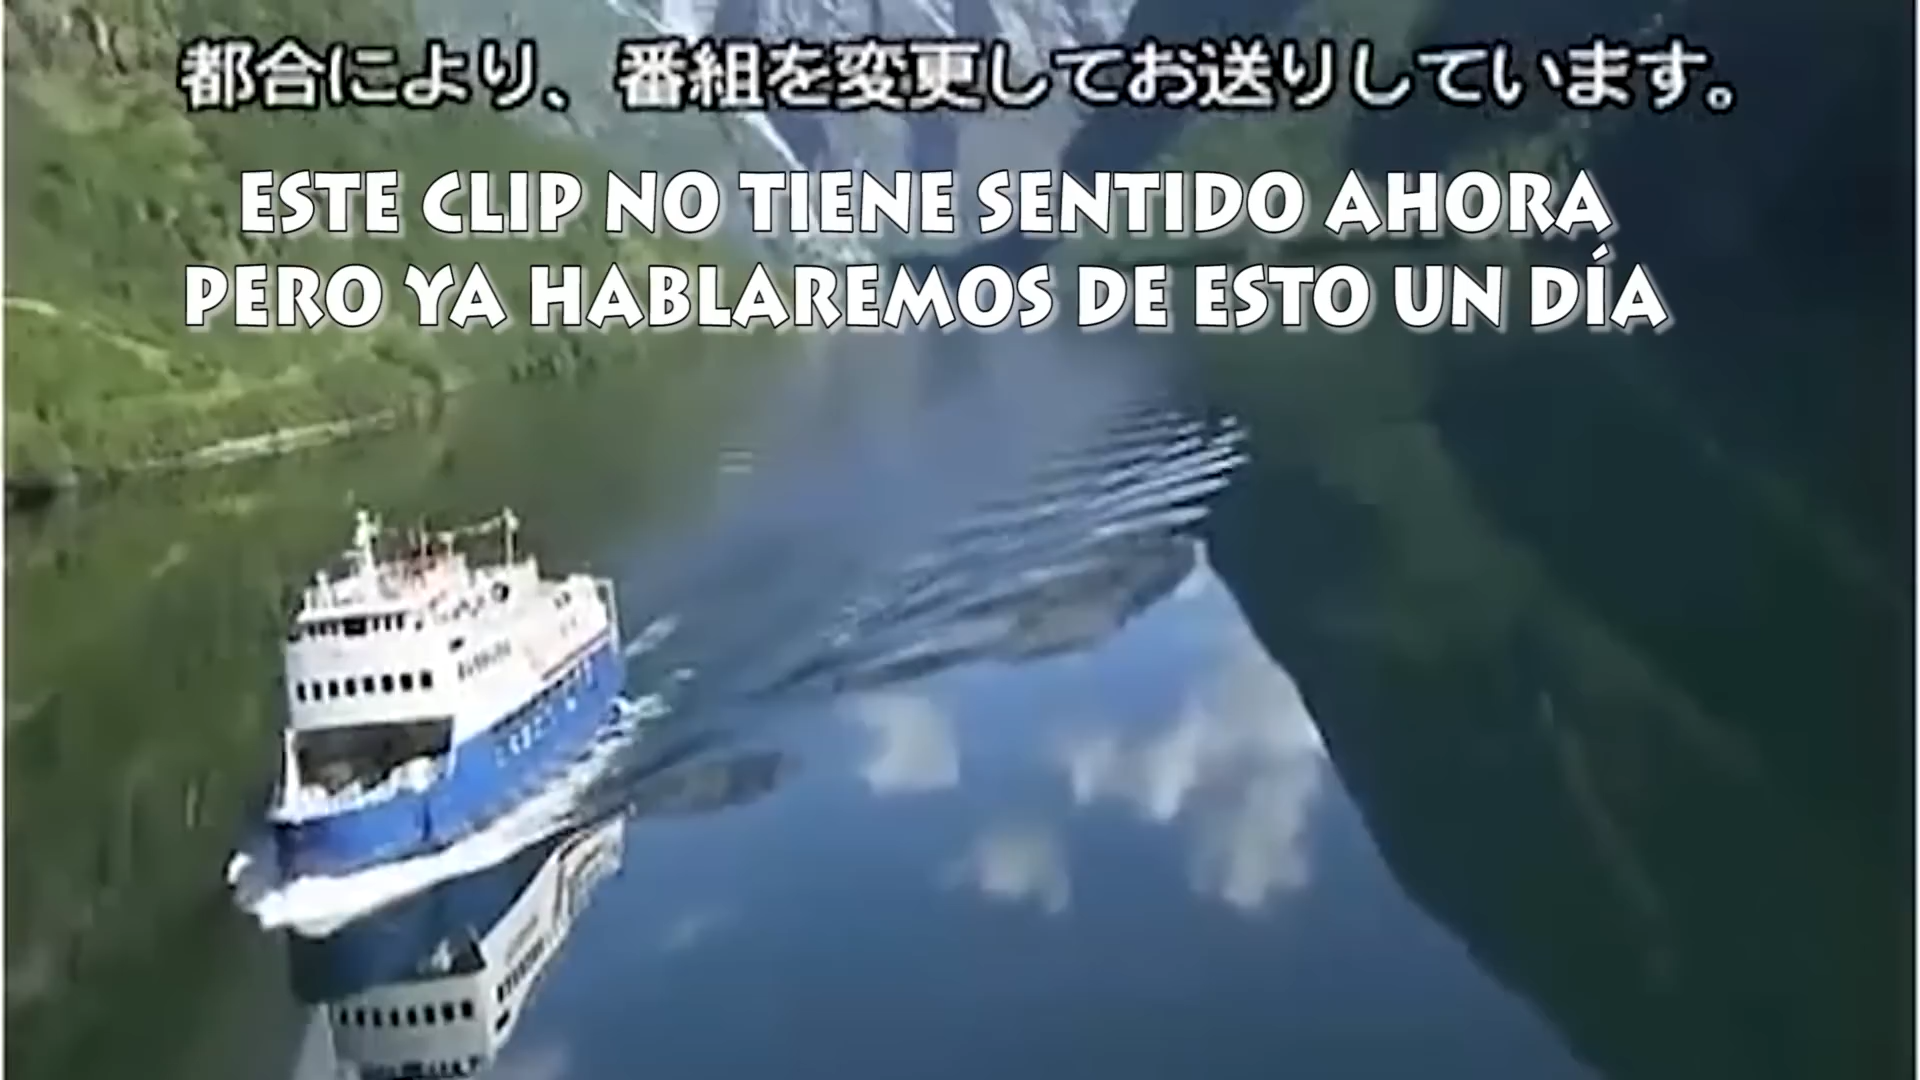 都合により、番組を変更してお送りしています。
ESTE CLIP NO TIENE SENTIDO AHORA
PERO YA HABLAREMOS DE ESTO UN DÍA